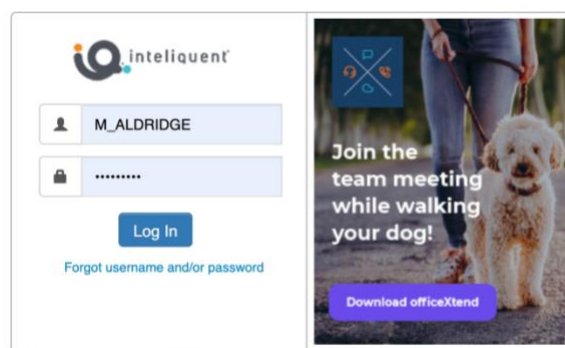 inteliquent
M_ALDRIDGE
•••••••••
Log In
Forgot username and/or password
Join the
team meeting
while walking
your dog!
Download officeXtend